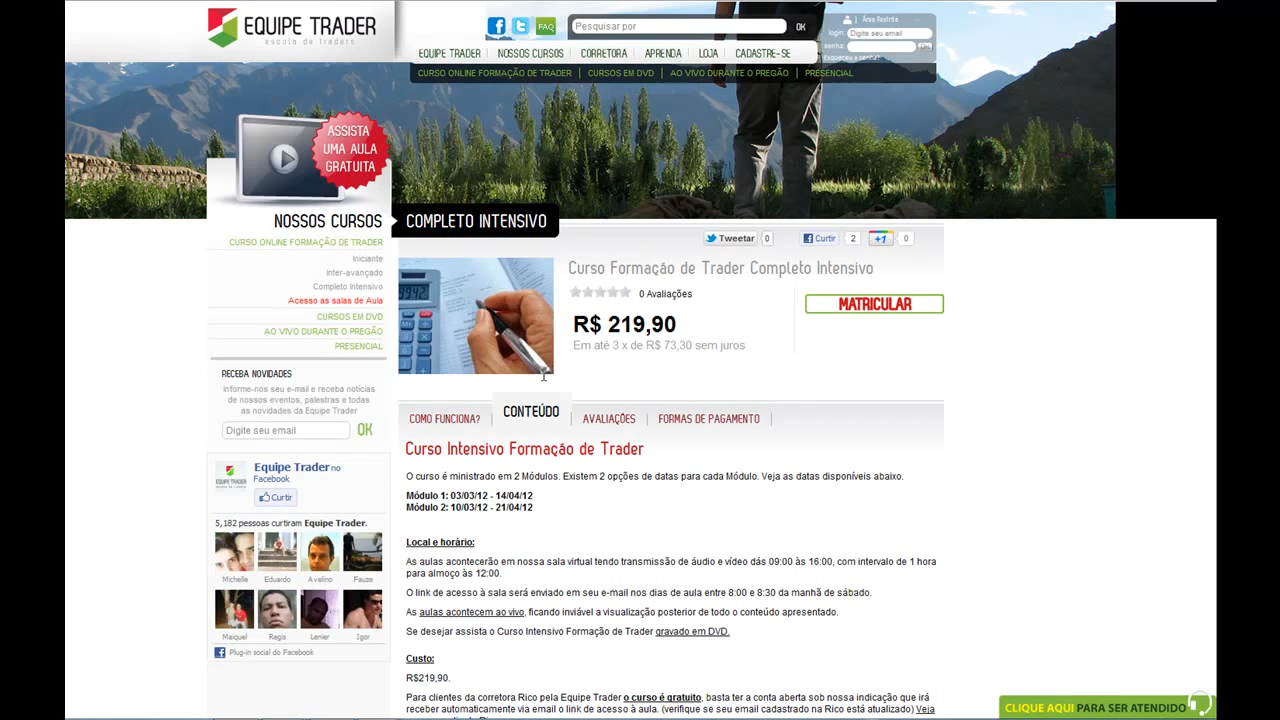 EQUIPE TRADER
escola de traders
FAQ
Pesquisar por
OK
Área Restrita
login: Digite seu email
senha:
Esqueceu a senha?
EQUIPE TRADER | NOSSOS CURSOS | CORRETORA | APRENDA | LOJA | CADASTRE-SE
CURSO ONLINE FORMAÇÃO DE TRADER | CURSOS EM DVD | AO VIVO DURANTE O PREGÃO | PRESENCIAL
ASSISTA
UMA AULA
GRATUITA
NOSSOS CURSOS
COMPLETO INTENSIVO
CURSO ONLINE FORMAÇÃO DE TRADER
Iniciante
Inter-avançado
Completo Intensivo
Acesso as salas de Aula
CURSOS EM DVD
AO VIVO DURANTE O PREGÃO
PRESENCIAL
RECEBA NOVIDADES
Informe-nos seu e-mail e receba notícias
de nossos eventos, palestras e todas
as novidades da Equipe Trader
Digite seu email OK
EQUIPE TRADER
Equipe Trader no
Facebook
Curtir
5,182 pessoas curtiram Equipe Trader.
Michelle Eduardo Avelino Fauze
Maiquel Regis Lenier Igor
Plug-in social do Facebook
Tweetar 0 Curtir 2 +1 0
Curso Formação de Trader Completo Intensivo
0 Avaliações
MATRICULAR
R$ 219,90
Em até 3 x de R$ 73,30 sem juros
COMO FUNCIONA? | CONTEÚDO | AVALIAÇÕES | FORMAS DE PAGAMENTO |
Curso Intensivo Formação de Trader
O curso é ministrado em 2 Módulos. Existem 2 opções de datas para cada Módulo. Veja as datas disponíveis abaixo.
Módulo 1: 03/03/12 - 14/04/12
Módulo 2: 10/03/12 - 21/04/12
Local e horário:
As aulas acontecerão em nossa sala virtual tendo transmissão de áudio e vídeo dás 09:00 às 16:00, com intervalo de 1 hora
para almoço às 12:00.
O link de acesso à sala será enviado em seu e-mail nos dias de aula entre 8:00 e 8:30 da manhã de sábado.
As aulas acontecem ao vivo, ficando inviável a visualização posterior de todo o conteúdo apresentado.
Se desejar assista o Curso Intensivo Formação de Trader gravado em DVD.
Custo:
R$219,90.
Para clientes da corretora Rico pela Equipe Trader o curso é gratuito, basta ter a conta aberta sob nossa indicação que irá
receber automaticamente via email o link de acesso à aula. (verifique se seu email cadastrado na Rico está atualizado) Veja
CLIQUE AQUI PARA SER ATENDIDO